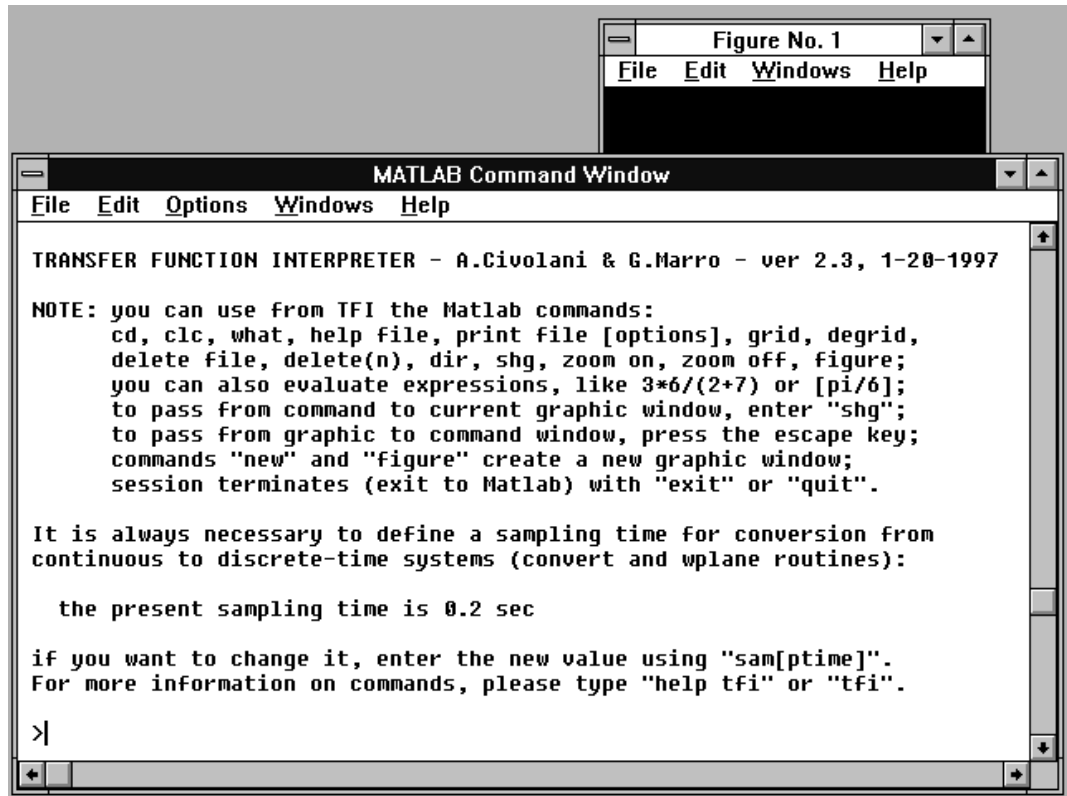 Figure No. 1
File Edit Windows Help
MATLAB Command Window
File Edit Options Windows Help
TRANSFER FUNCTION INTERPRETER - A.Civolani & G.Marro - ver 2.3, 1-20-1997
NOTE: you can use from TFI the Matlab commands:
cd, clc, what, help file, print file [options], grid, degrid,
delete file, delete(n), dir, shg, zoom on, zoom off, figure;
you can also evaluate expressions, like 3*6/(2+7) or [pi/6];
to pass from command to current graphic window, enter "shg";
to pass from graphic to command window, press the escape key;
commands "new" and "figure" create a new graphic window;
session terminates (exit to Matlab) with "exit" or "quit".
It is always necessary to define a sampling time for conversion from
continuous to discrete-time systems (convert and wplane routines):
the present sampling time is 0.2 sec
if you want to change it, enter the new value using "sam[ptime]".
For more information on commands, please type "help tfi" or "tfi".
>